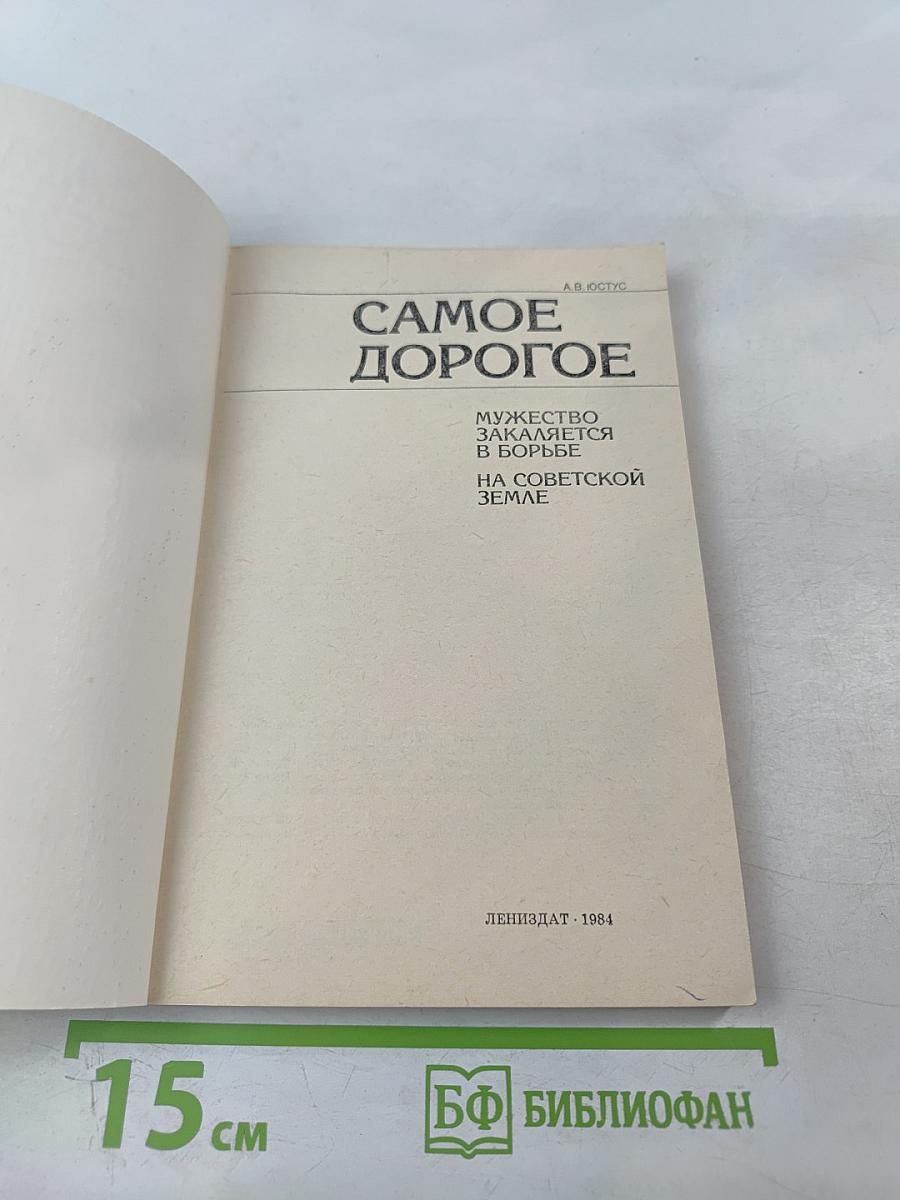 А.В. ЮСТУС
САМОЕ
ДОРОГОЕ
МУЖЕСТВО
ЗАКАЛЯЕТСЯ
В БОРЬБЕ
НА СОВЕТСКОЙ
ЗЕМЛЕ
ЛЕНИЗДАТ · 1984
15 см
БФ БИБЛИОФАН